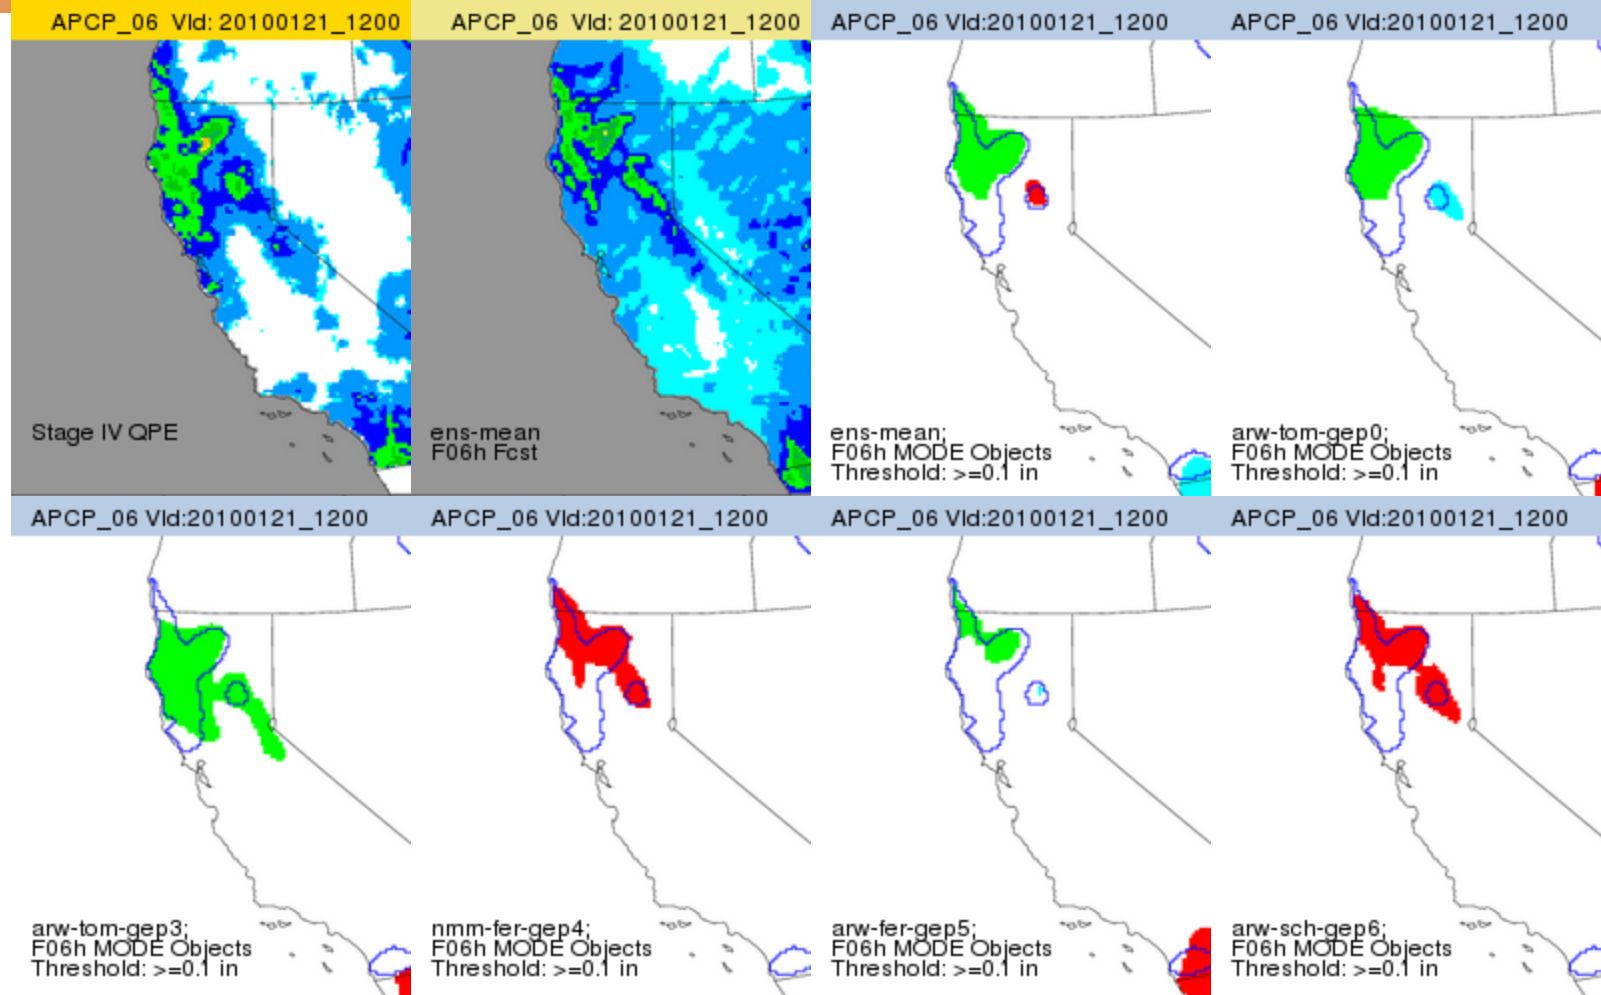 APCP_06 Vld: 20100121_1200
APCP_06 Vld: 20100121_1200
APCP_06 Vld:20100121_1200
APCP_06 Vld:20100121_1200
Stage IV QPE
ens-mean
F06h Fcst
ens-mean;
F06h MODE Objects
Threshold: >=0.1 in
arw-tom-gep0;
F06h MODE Objects
Threshold: >=0.1 in
APCP_06 Vld:20100121_1200
APCP_06 Vld:20100121_1200
APCP_06 Vld:20100121_1200
APCP_06 Vld:20100121_1200
arw-tom-gep3;
F06h MODE Objects
Threshold: >=0.1 in
nmm-fer-gep4;
F06h MODE Objects
Threshold: >=0.1 in
arw-fer-gep5;
F06h MODE Objects
Threshold: >=0.1 in
arw-sch-gep6;
F06h MODE Objects
Threshold: >=0.1 in